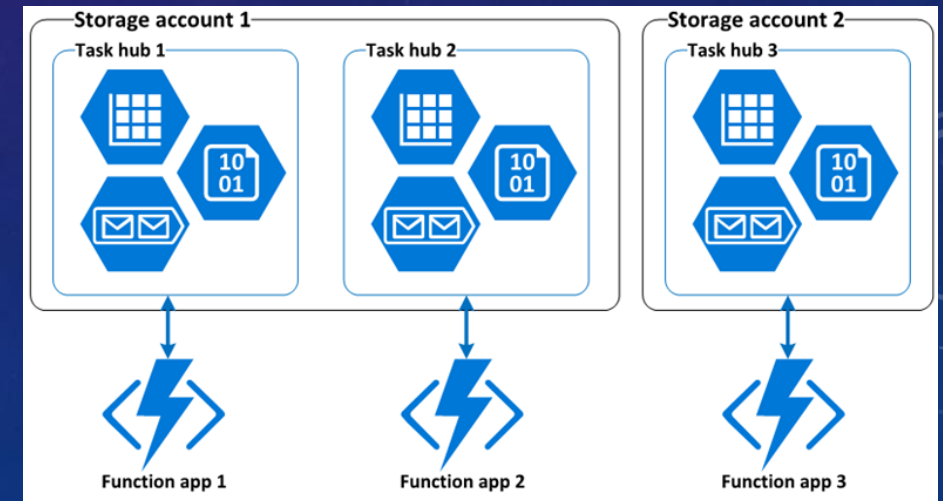 Storage account 1
Storage account 2
Task hub 1
Task hub 2
Task hub 3
10
01
10
01
10
01
Function app 1
Function app 2
Function app 3